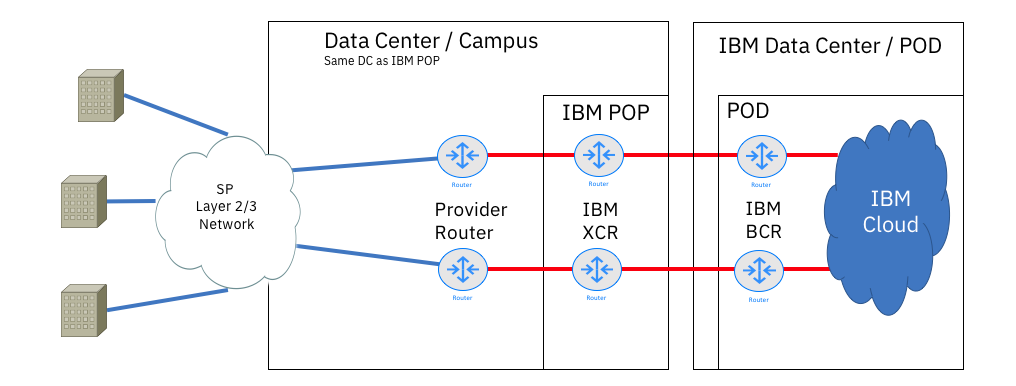 Data Center / Campus
Same DC as IBM POP
IBM Data Center / POD
IBM POP
POD
Router
Router
Router
SP
Layer 2/3
Network
Provider
Router
IBM
XCR
IBM
BCR
IBM
Cloud
Router
Router
Router